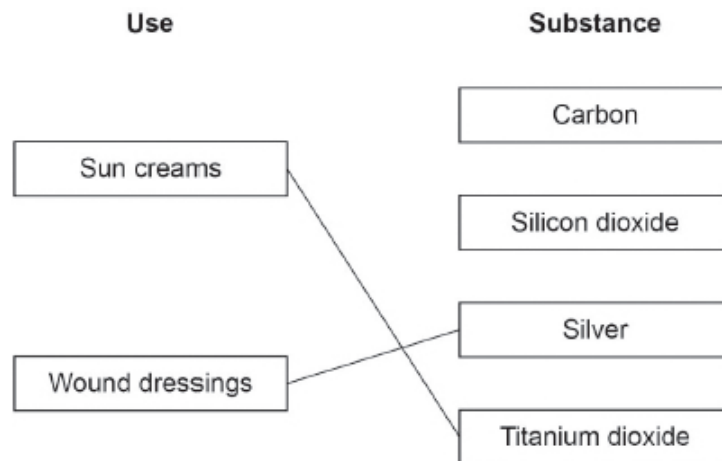 Use
Substance
Carbon
Sun creams
Silicon dioxide
Silver
Wound dressings
Titanium dioxide